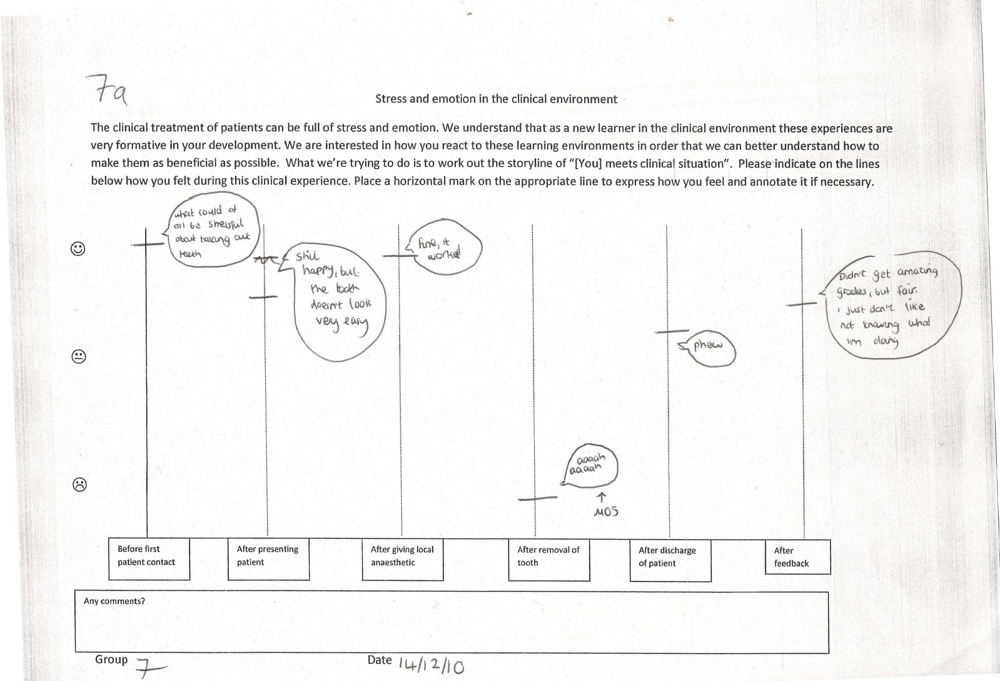 7a
Stress and emotion in the clinical environment
The clinical treatment of patients can be full of stress and emotion. We understand that as a new learner in the clinical environment these experiences are
very formative in your development. We are interested in how you react to these learning environments in order that we can better understand how to
make them as beneficial as possible.  What we're trying to do is to work out the storyline of “[You] meets clinical situation”.  Please indicate on the lines
below how you felt during this clinical experience. Place a horizontal mark on the appropriate line to express how you feel and annotate it if necessary.
what could at
all be stressful
about taking out
teeth
still
happy, but
the tooth
doesn't look
very easy
fine, it
worked
aaaah
aaaah
↑
MOS
phew
Didn't get amazing
grades, but fair.
i just don't like
not knowing what
i'm doing
Before first
patient contact
After presenting
patient
After giving local
anaesthetic
After removal of
tooth
After discharge
of patient
After
feedback
Any comments?
Group 7
Date 14/12/10